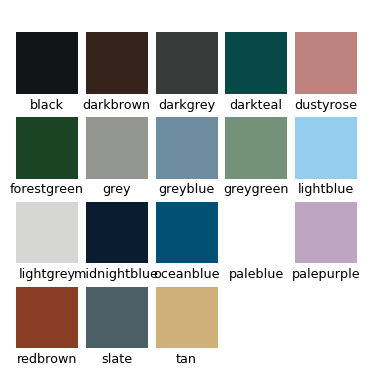 black darkbrown darkgrey darkteal dustyrose
forestgreen grey greyblue greygreen lightblue
lightgrey midnightblue oceanblue paleblue palepurple
redbrown slate tan